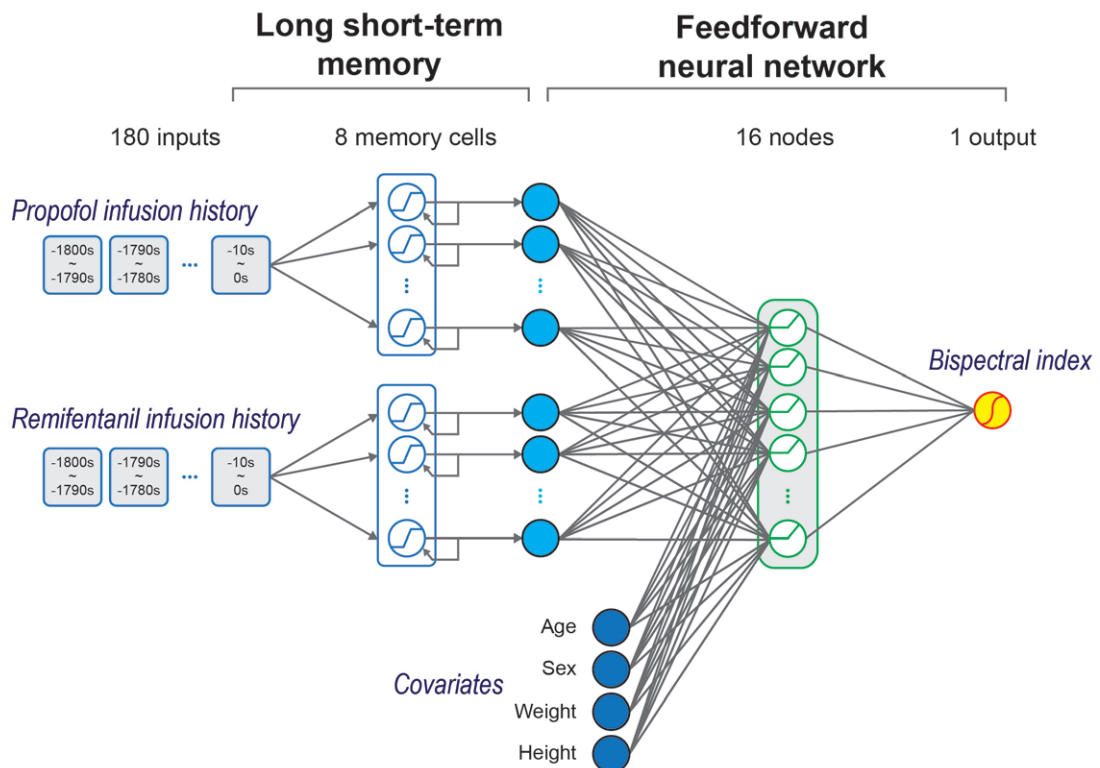 Long short-term
memory
Feedforward
neural network
180 inputs
8 memory cells
16 nodes
1 output
Propofol infusion history
-1800s
~
-1790s
-1790s
~
-1780s
...
-10s
~
0s
...
...
Remifentanil infusion history
-1800s
~
-1790s
-1790s
~
-1780s
...
-10s
~
0s
...
...
...
Bispectral index
Covariates
Age
Sex
Weight
Height